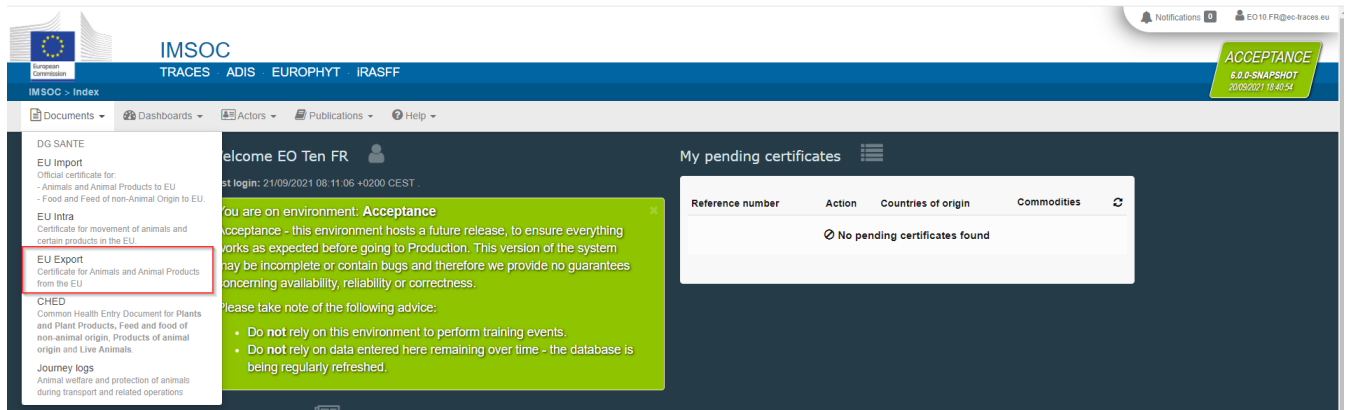 Notifications 0 EO10.FR@ec-traces.eu
European
Commission
IMSOC
TRACES · ADIS · EUROPHYT · iRASFF
ACCEPTANCE
6.0.0-SNAPSHOT
20/09/2021 18:40:54
IMSOC > Index
Documents Dashboards Actors Publications Help
DG SANTE
EU Import
Official certificate for:
- Animals and Animal Products to EU
- Food and Feed of non-Animal Origin to EU.
EU Intra
Certificate for movement of animals and
certain products in the EU.
EU Export
Certificate for Animals and Animal Products
from the EU
CHED
Common Health Entry Document for Plants
and Plant Products, Feed and food of
non-animal origin, Products of animal
origin and Live Animals.
Journey logs
Animal welfare and protection of animals
during transport and related operations
elcome EO Ten FR
st login: 21/09/2021 08:11:06 +0200 CEST .
You are on environment: Acceptance
Acceptance - this environment hosts a future release, to ensure everything
works as expected before going to Production. This version of the system
may be incomplete or contain bugs and therefore we provide no guarantees
concerning availability, reliability or correctness.
Please take note of the following advice:
• Do not rely on this environment to perform training events.
• Do not rely on data entered here remaining over time - the database is
being regularly refreshed.
My pending certificates
Reference number Action Countries of origin Commodities
No pending certificates found